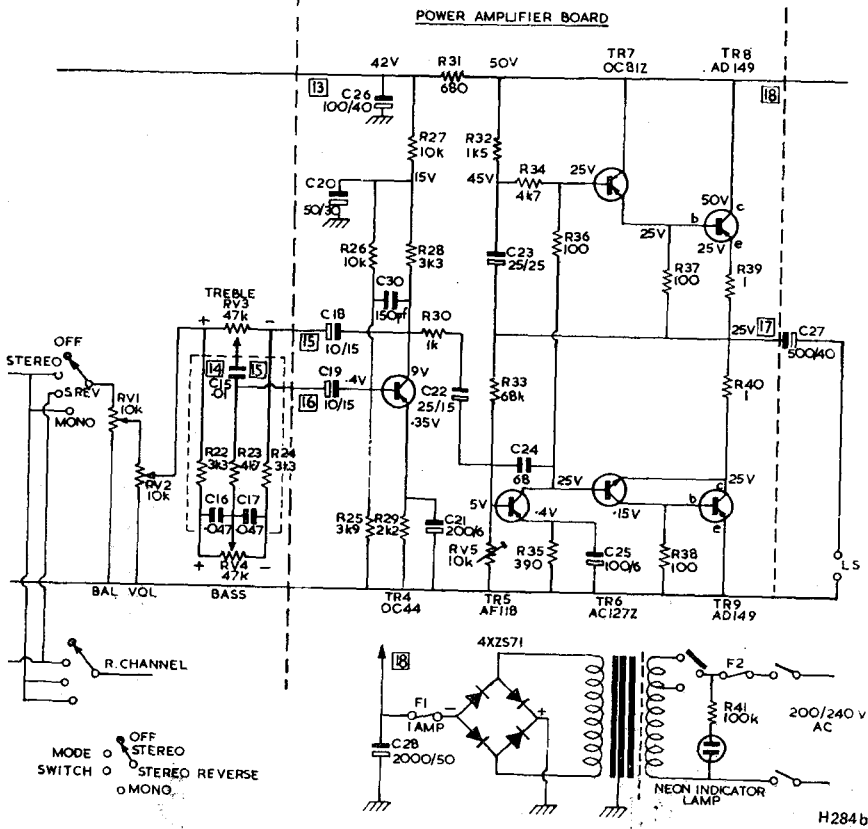 POWER AMPLIFIER BOARD
TR7
OC81Z
TR8
AD149
42V
R31
680
50V
13
18
C26
100/40
R27
10k
R32
1k5
15V
45V
R34
4k7
25V
C20
50/30
50V
c
b
25V
25V
e
R26
10k
R28
3k3
C23
25/25
R36
100
R37
100
R39
1
C30
150pf
TREBLE
RV3
47k
+
-
C18
10/15
15
R30
1k
25V
17
C27
500/40
OFF
STEREO
S.REV
MONO
14
15
C15
.01
C19
10/15
16
.4V
9V
.35V
C22
25/15
R33
68k
R40
1
RV1
10k
RV2
10k
R22
3k3
R23
4k7
R24
3k3
C24
68
25V
25V
5V
.4V
.15V
c
b
e
C16
.047
C17
.047
R25
3k9
R29
2k2
C21
200/6
RV5
10k
R35
390
C25
100/6
R38
100
LS
+
-
RV4
47k
BAL VOL
BASS
TR4
OC44
TR5
AF118
TR6
AC127Z
TR9
AD149
R.CHANNEL
18
4XZS71
F1
1AMP
-
+
C28
2000/50
F2
R41
100k
200/240 V
AC
NEON INDICATOR
LAMP
MODE
SWITCH
OFF
STEREO
STEREO REVERSE
MONO
H284b